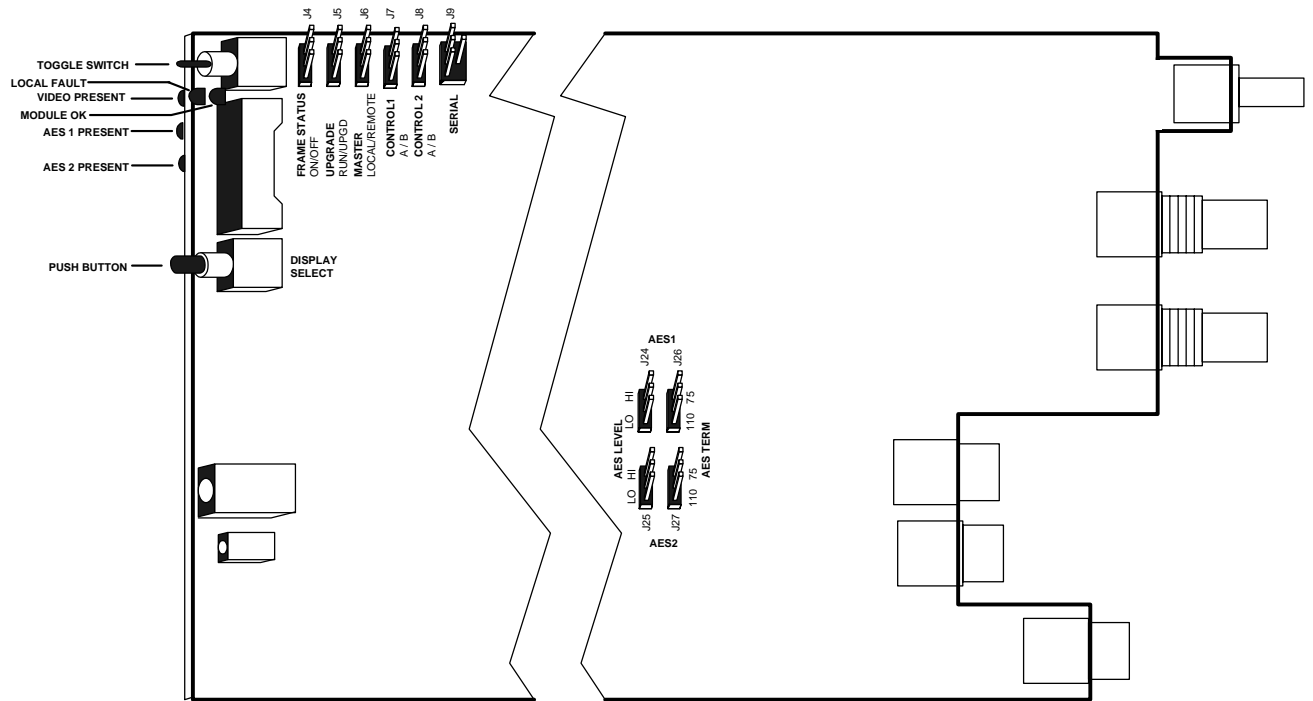 J4
J5
J6
J7
J8
J9
TOGGLE SWITCH
LOCAL FAULT
VIDEO PRESENT
MODULE OK
AES 1 PRESENT
AES 2 PRESENT
FRAME STATUS
ON/OFF
UPGRADE
RUN/UPGD
MASTER
LOCAL/REMOTE
CONTROL1
A / B
CONTROL 2
A / B
SERIAL
PUSH BUTTON
DISPLAY
SELECT
AES1
J24
J26
LO HI
110 75
AES LEVEL
AES TERM
LO HI
110 75
J25
J27
AES2